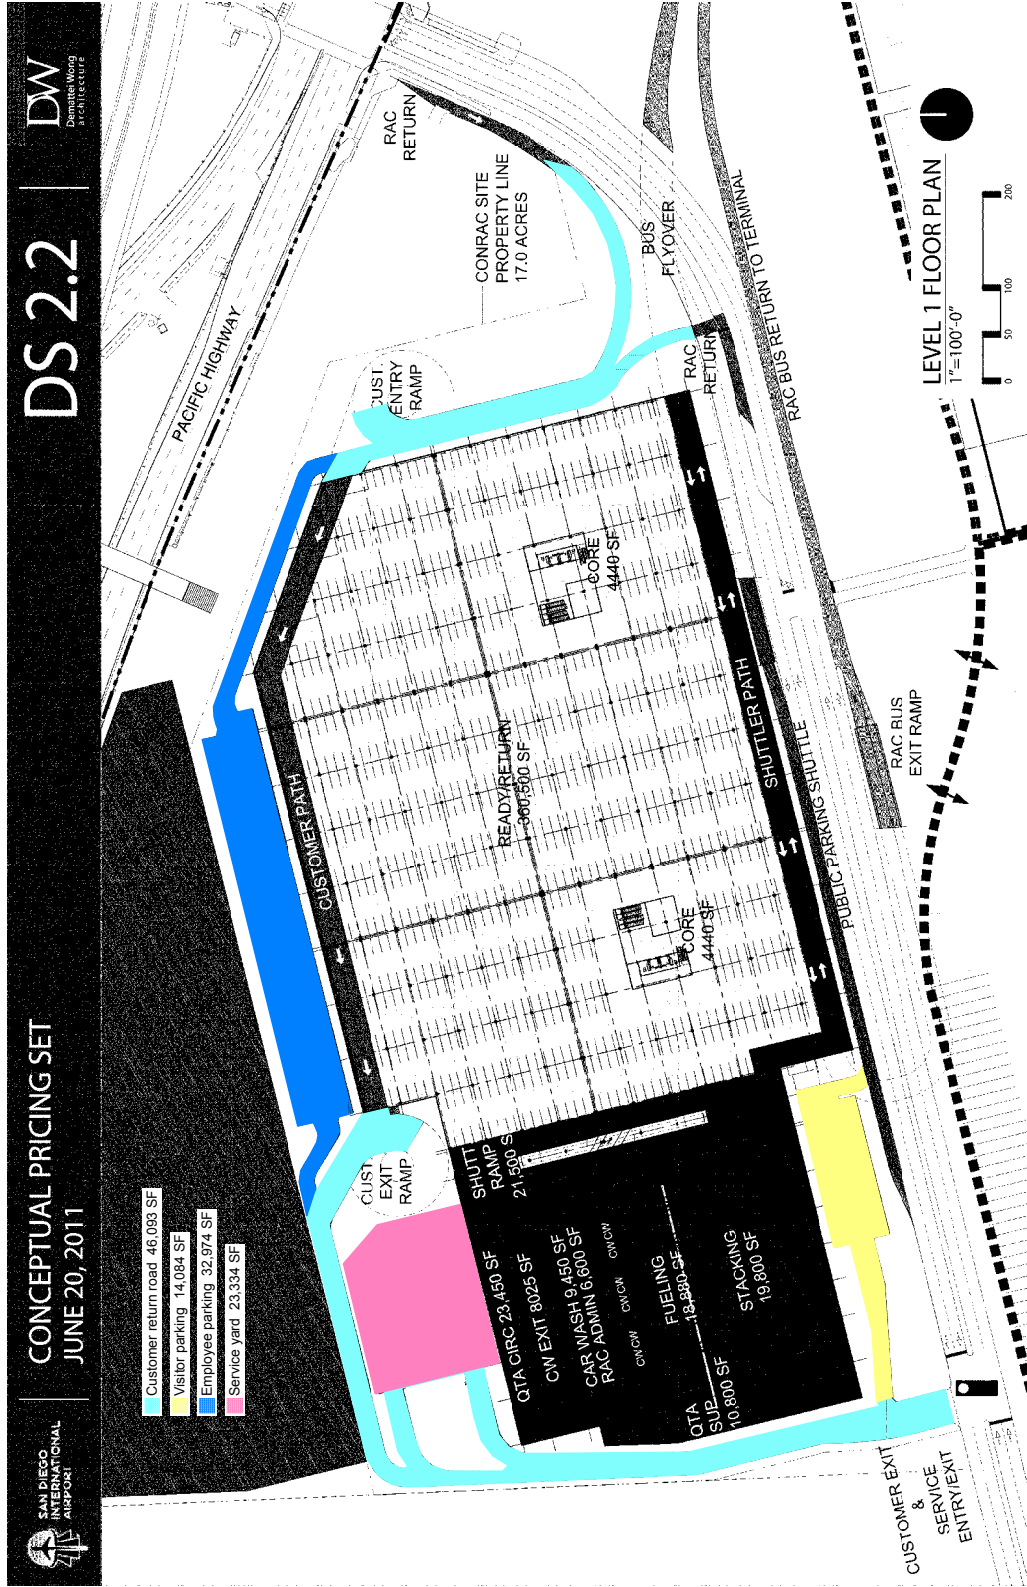 SAN DIEGO
INTERNATIONAL
AIRPORT
CONCEPTUAL PRICING SET
JUNE 20, 2011
DS 2.2
DW
Demattei Wong
architecture
Customer return road 46,093 SF
Visitor parking 14,084 SF
Employee parking 32,974 SF
Service yard 23,334 SF
PACIFIC HIGHWAY
RAC
RETURN
CONRAC SITE
PROPERTY LINE
17.0 ACRES
CUST.
ENTRY
RAMP
BUS
FLYOVER
RAC
RETURN
RAC BUS RETURN TO TERMINAL
CUSTOMER PATH
READY/RETURN
360,500 SF
CORE
4440 SF
CORE
4440 SF
SHUTTLER PATH
PUBLIC PARKING SHUTTLE
RAC BUS
EXIT RAMP
CUST
EXIT
RAMP
SHUTT
RAMP
21,500 S
QTA CIRC 23,450 SF
CW EXIT 8025 SF
CAR WASH 9,450 SF
RAC ADMIN 6,600 SF
CWCW CWCW CWCW
FUELING
18,880 SF
STACKING
19,800 SF
QTA
SUP
10,800 SF
CUSTOMER EXIT
&
SERVICE
ENTRY/EXIT
LEVEL 1 FLOOR PLAN
1"=100'-0"
0 50 100 200